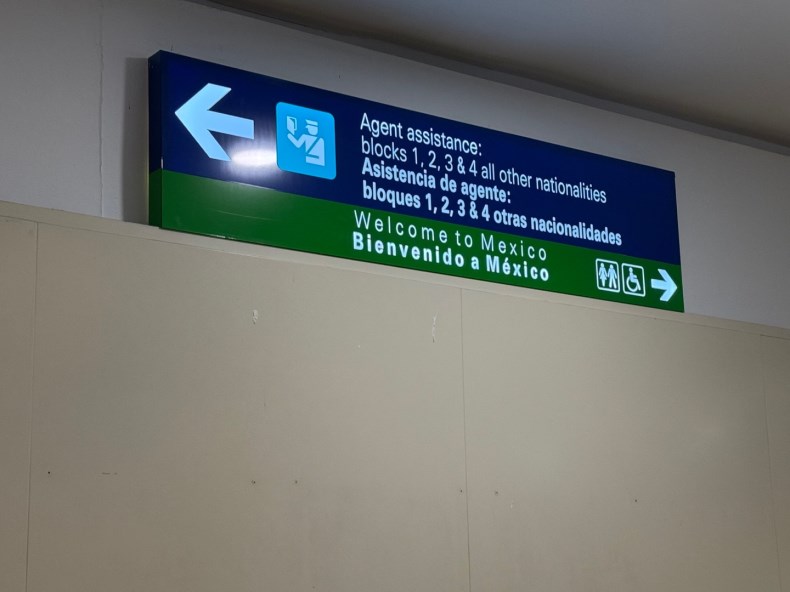 Agent assistance:
blocks 1, 2, 3 & 4 all other nationalities
Asistencia de agente:
bloques 1, 2, 3 & 4 otras nacionalidades
Welcome to Mexico
Bienvenido a México